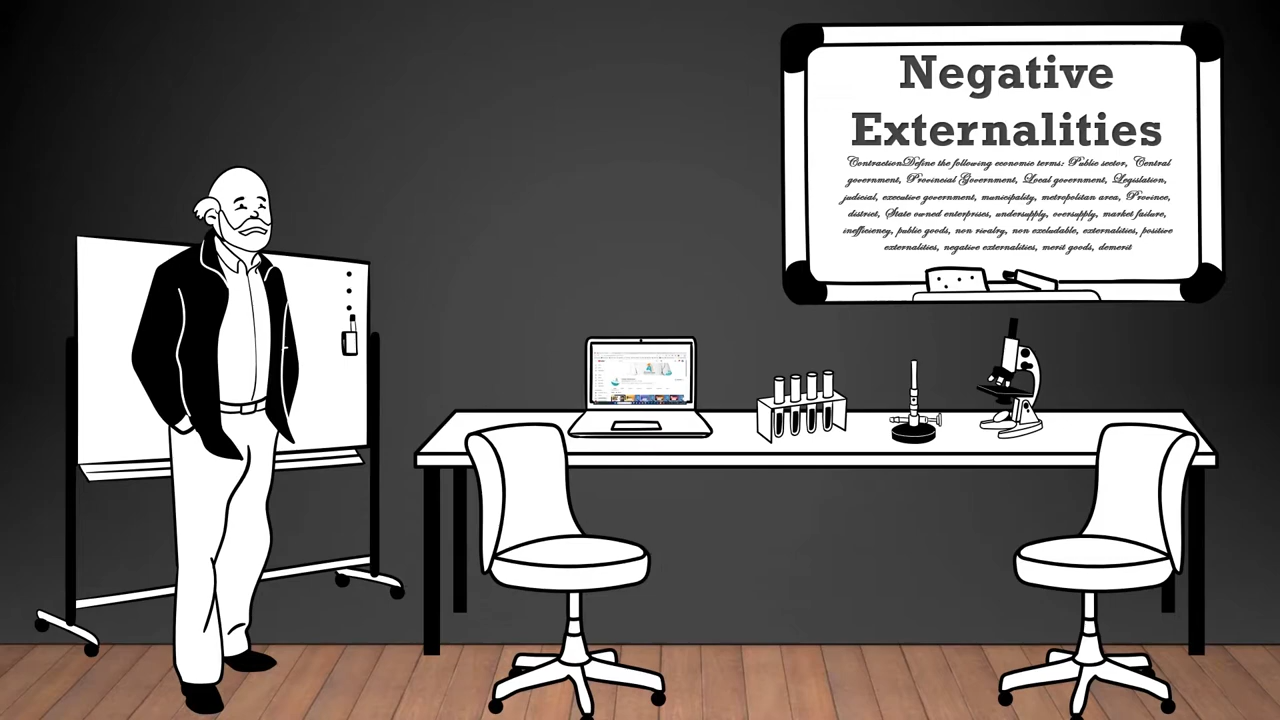 Negative
Externalities
ContractionDefine the following economic terms: Public sector, Central
government, Provincial Government, Local government, Legislation,
judicial, executive government, municipality, metropolitan area, Province,
district, State owned enterprises, undersupply, oversupply, market failure,
inefficiency, public goods, non rivalry, non excludable, externalities, positive
externalities, negative externalities, merit goods, demerit